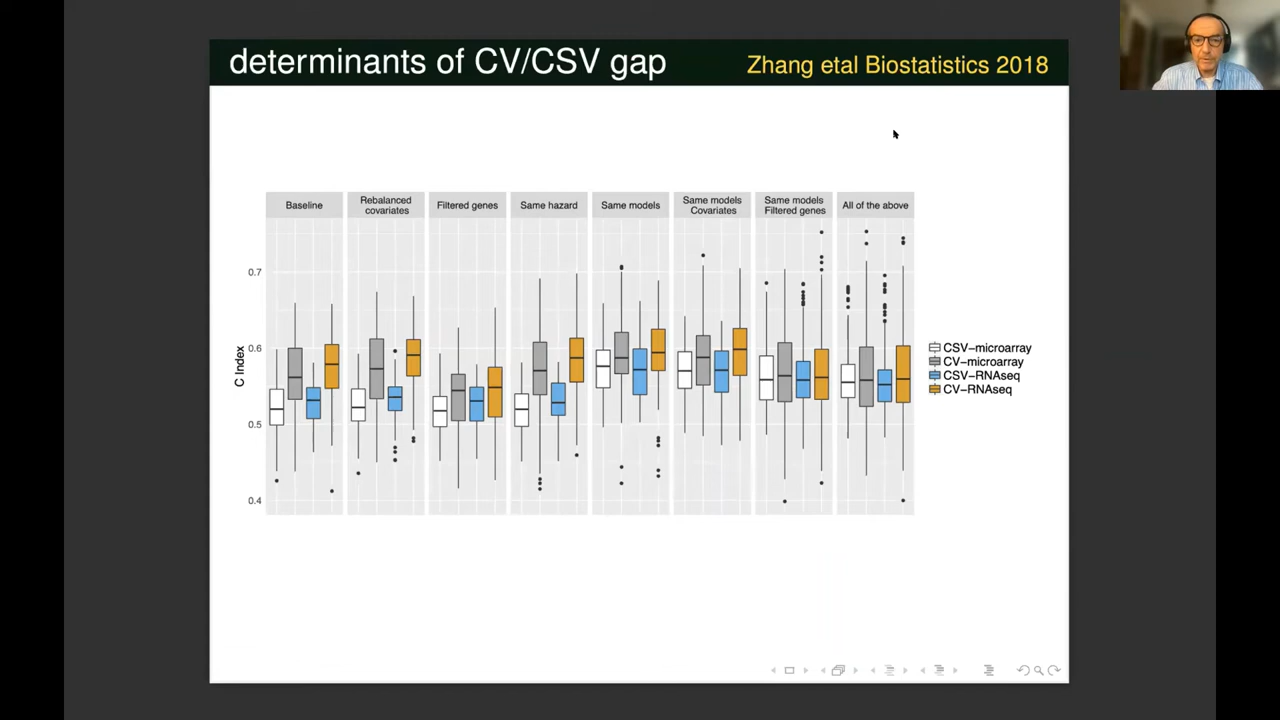 determinants of CV/CSV gap
Zhang etal Biostatistics 2018
Baseline
Rebalanced
covariates
Filtered genes
Same hazard
Same models
Same models
Covariates
Same models
Filtered genes
All of the above
0.7
0.6
0.5
0.4
C Index
CSV−microarray
CV−microarray
CSV−RNAseq
CV−RNAseq